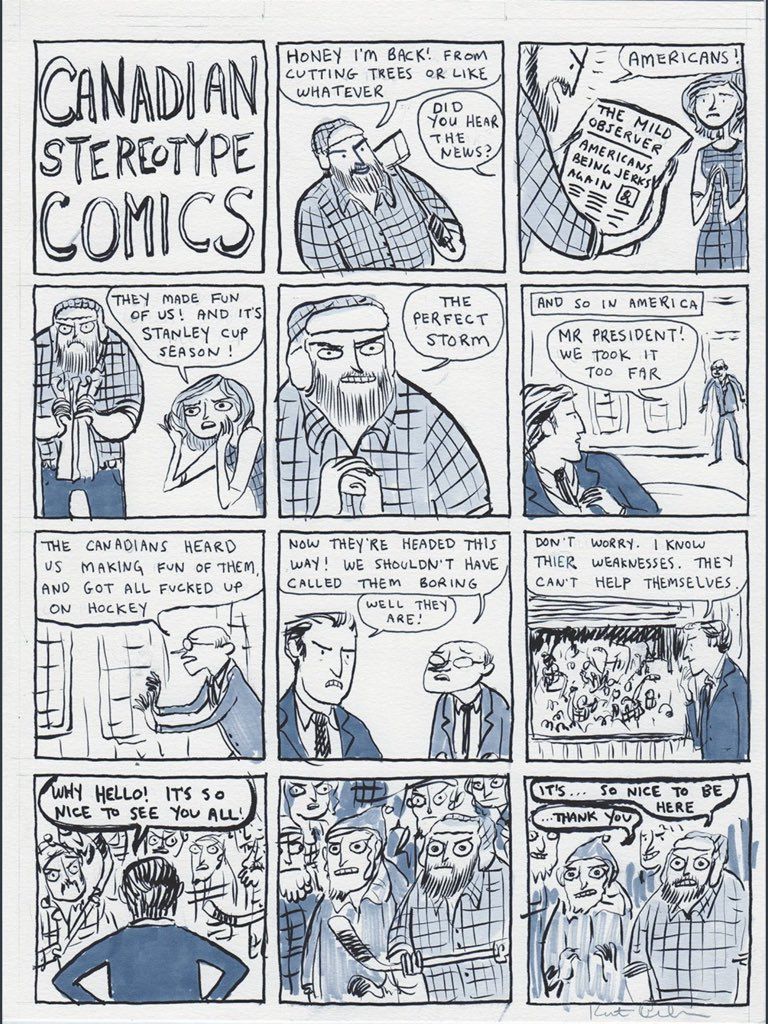 CANADIAN
STEREOTYPE
COMICS
HONEY I'M BACK! FROM
CUTTING TREES OR LIKE
WHATEVER
DID
YOU HEAR
THE
NEWS?
AMERICANS!
THE MILD
OBSERVER
AMERICANS
BEING JERKS
AGAIN
THEY MADE FUN
OF US! AND IT'S
STANLEY CUP
SEASON!
THE
PERFECT
STORM
AND SO IN AMERICA
MR PRESIDENT!
WE TOOK IT
TOO FAR
THE CANADIANS HEARD
US MAKING FUN OF THEM,
AND GOT ALL FUCKED UP
ON HOCKEY
NOW THEY'RE HEADED THIS
WAY! WE SHOULDN'T HAVE
CALLED THEM BORING
WELL THEY
ARE!
DON'T WORRY. I KNOW
THIER WEAKNESSES. THEY
CAN'T HELP THEMSELVES.
WHY HELLO! IT'S SO
NICE TO SEE YOU ALL!
IT'S... SO NICE TO BE
HERE
...THANK YOU